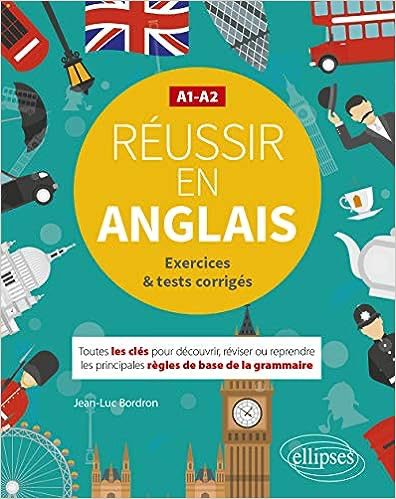 A1-A2
RÉUSSIR
EN
ANGLAIS
Exercices
& tests corrigés
Toutes les clés pour découvrir, réviser ou reprendre
les principales règles de base de la grammaire
Jean-Luc Bordron
ellipses